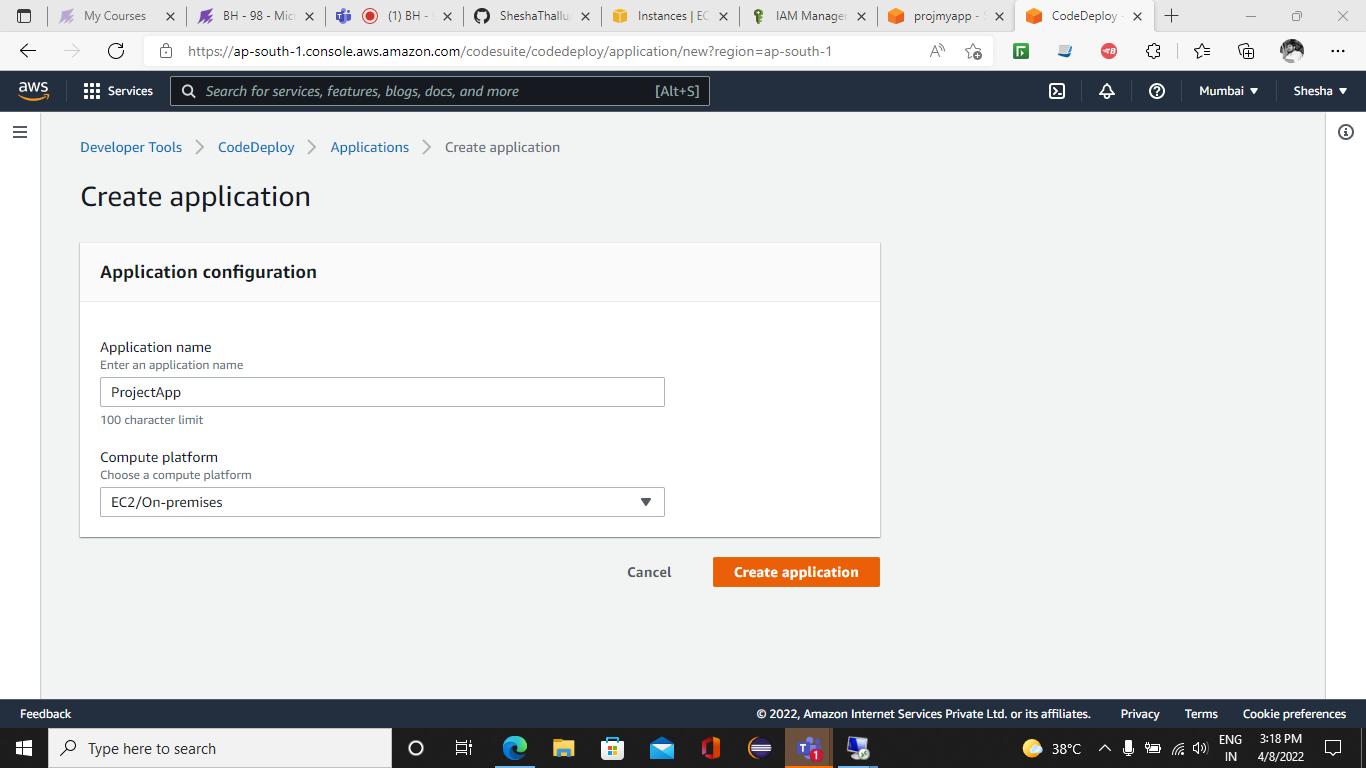 My Courses
BH - 98 - Mic
(1) BH -
SheshaThallu
Instances | EC
IAM Manager
projmyapp - S
CodeDeploy -
https://ap-south-1.console.aws.amazon.com/codesuite/codedeploy/application/new?region=ap-south-1
aws
Services
Search for services, features, blogs, docs, and more
[Alt+S]
Mumbai
Shesha
Developer Tools
CodeDeploy
Applications
Create application
Create application
Application configuration
Application name
Enter an application name
ProjectApp
100 character limit
Compute platform
Choose a compute platform
EC2/On-premises
Cancel
Create application
Feedback
© 2022, Amazon Internet Services Private Ltd. or its affiliates.
Privacy
Terms
Cookie preferences
Type here to search
1
38°C
ENG
IN
3:18 PM
4/8/2022